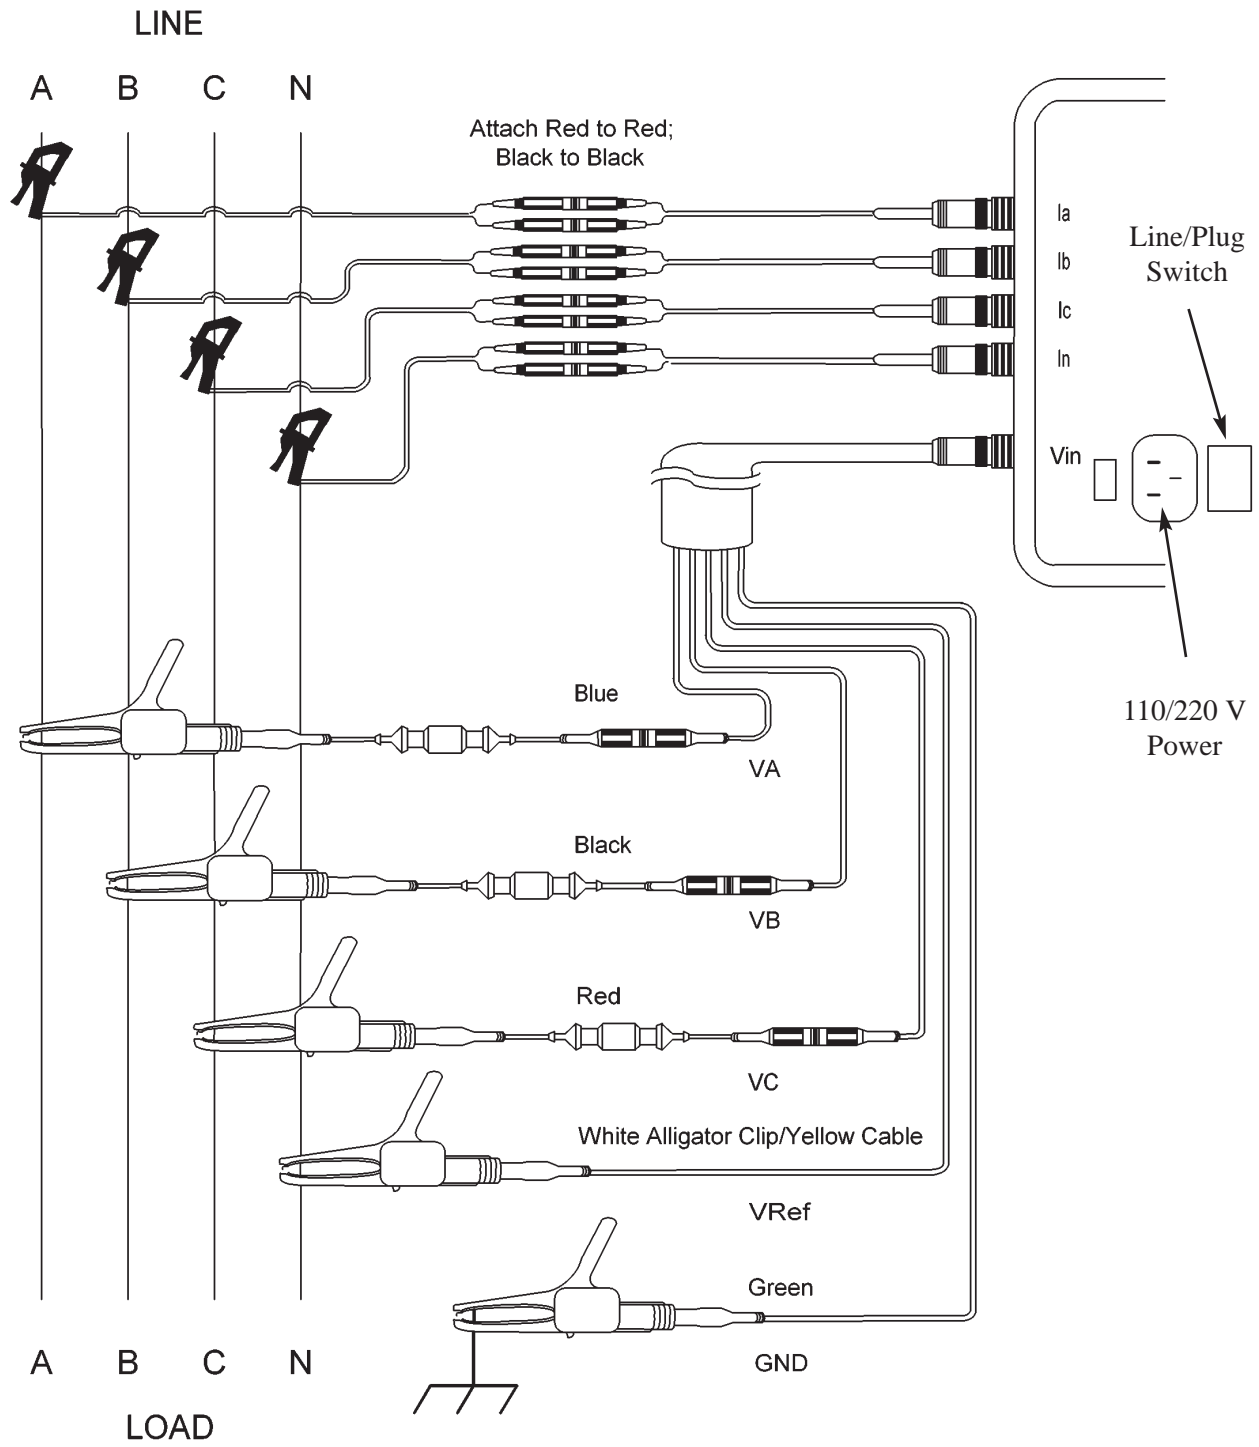 LINE
A B C N
Attach Red to Red;
Black to Black
Ia
Ib
Ic
In
Vin
Line/Plug
Switch
110/220 V
Power
Blue
VA
Black
VB
Red
VC
White Alligator Clip/Yellow Cable
VRef
Green
GND
A B C N
LOAD